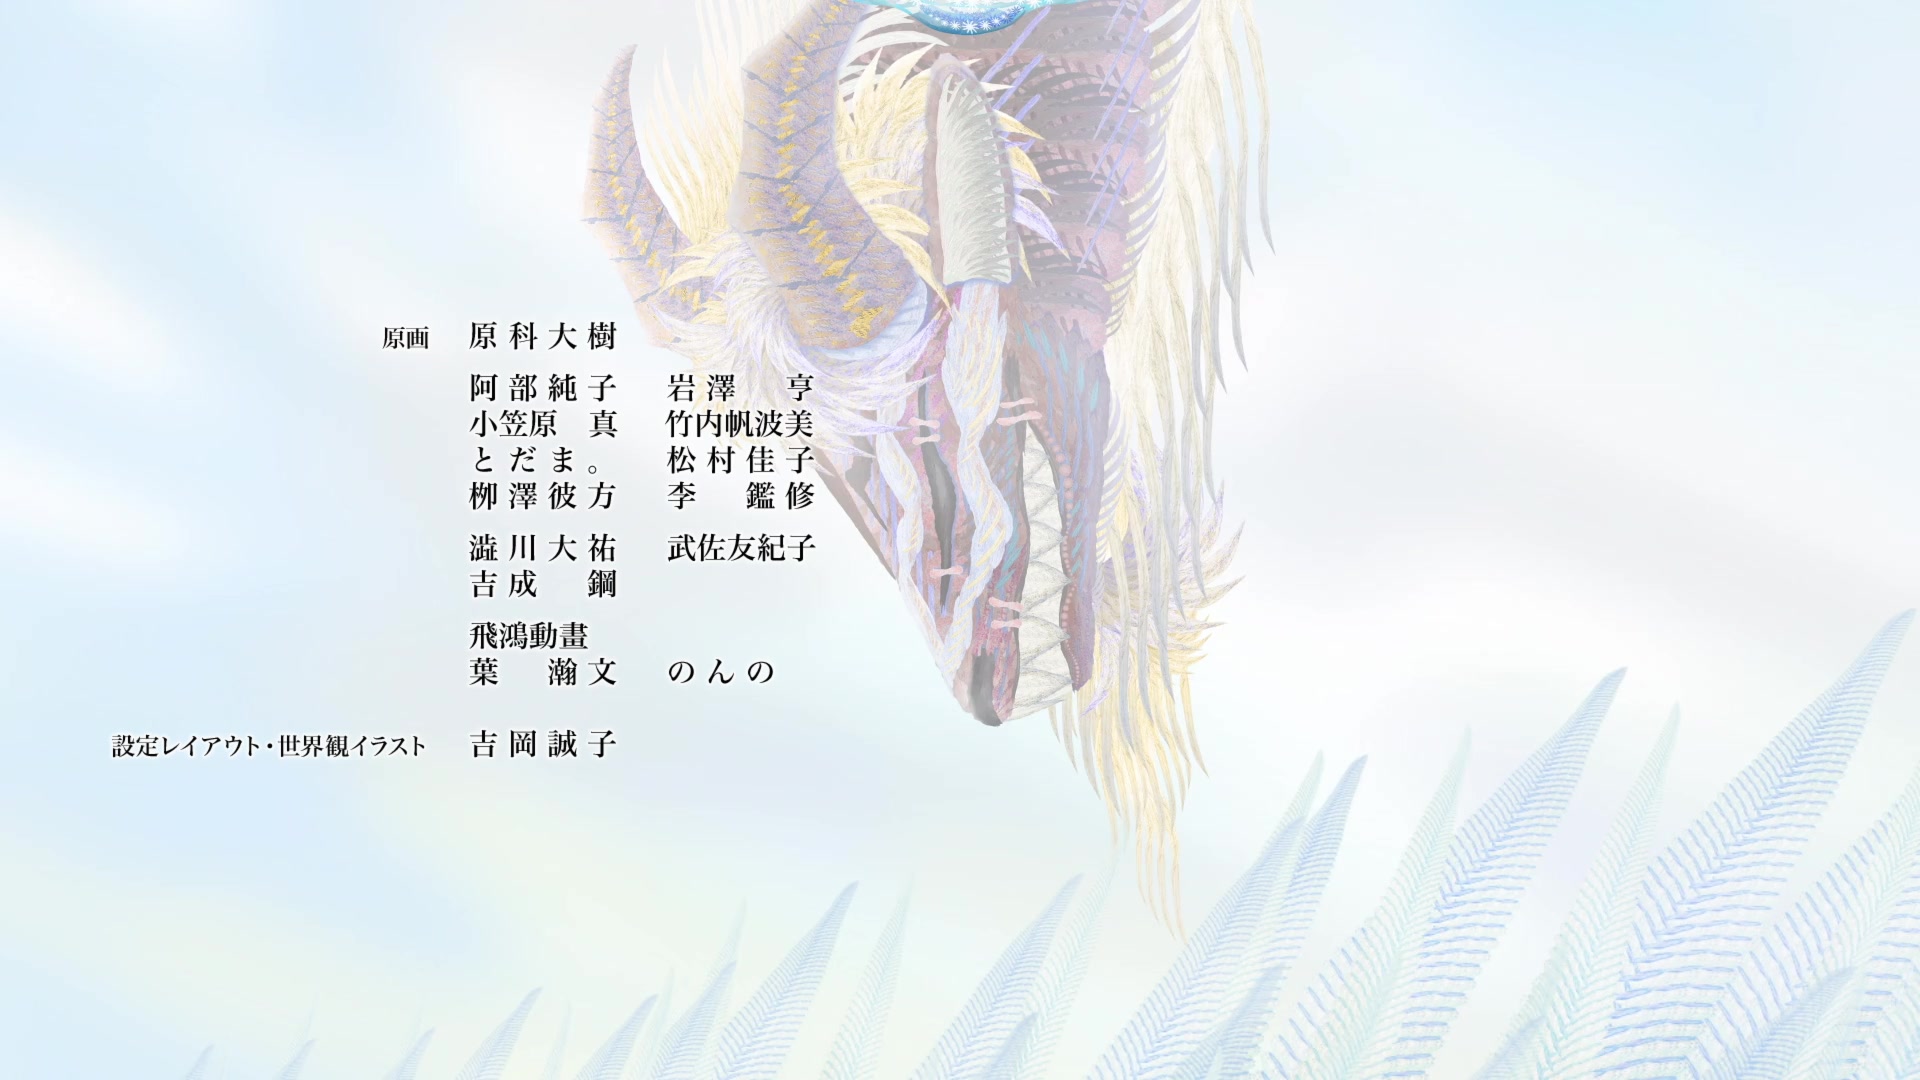 原画 原科大樹
阿部純子 岩澤 亨
小笠原 真 竹内帆波美
とだま。 松村佳子
栁澤彼方 李 鑑修
澁川大祐 武佐友紀子
吉成 鋼
飛鴻動畫
葉 瀚文 のんの
設定レイアウト・世界観イラスト 吉岡誠子